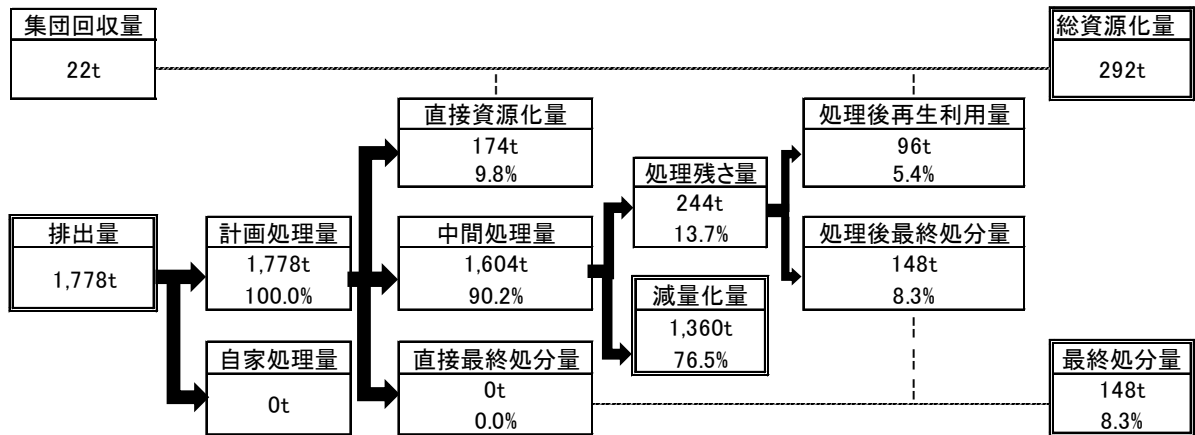 集団回収量
22t
総資源化量
292t
直接資源化量
174t
9.8%
処理後再生利用量
96t
5.4%
処理残さ量
244t
13.7%
排出量
1,778t
計画処理量
1,778t
100.0%
中間処理量
1,604t
90.2%
処理後最終処分量
148t
8.3%
減量化量
1,360t
76.5%
自家処理量
0t
直接最終処分量
0t
0.0%
最終処分量
148t
8.3%